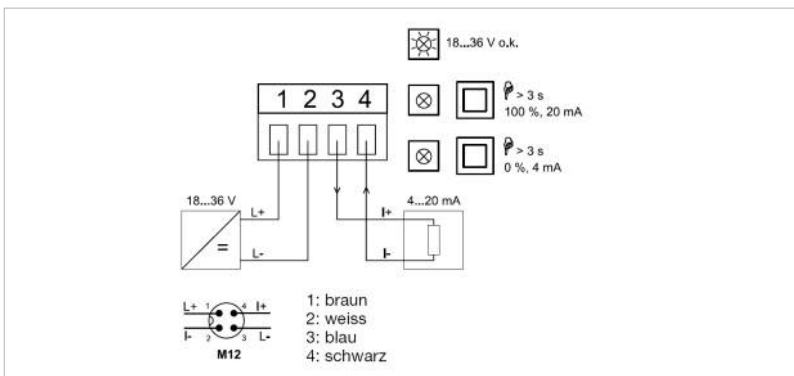 18...36 V o.k.
> 3 s
100 %, 20 mA
> 3 s
0 %, 4 mA
1 2 3 4
18...36 V
L+
I+
4...20 mA
=
L-
I-
L+ 1 4 I+
I- 2 3 L-
M12
1: braun
2: weiss
3: blau
4: schwarz